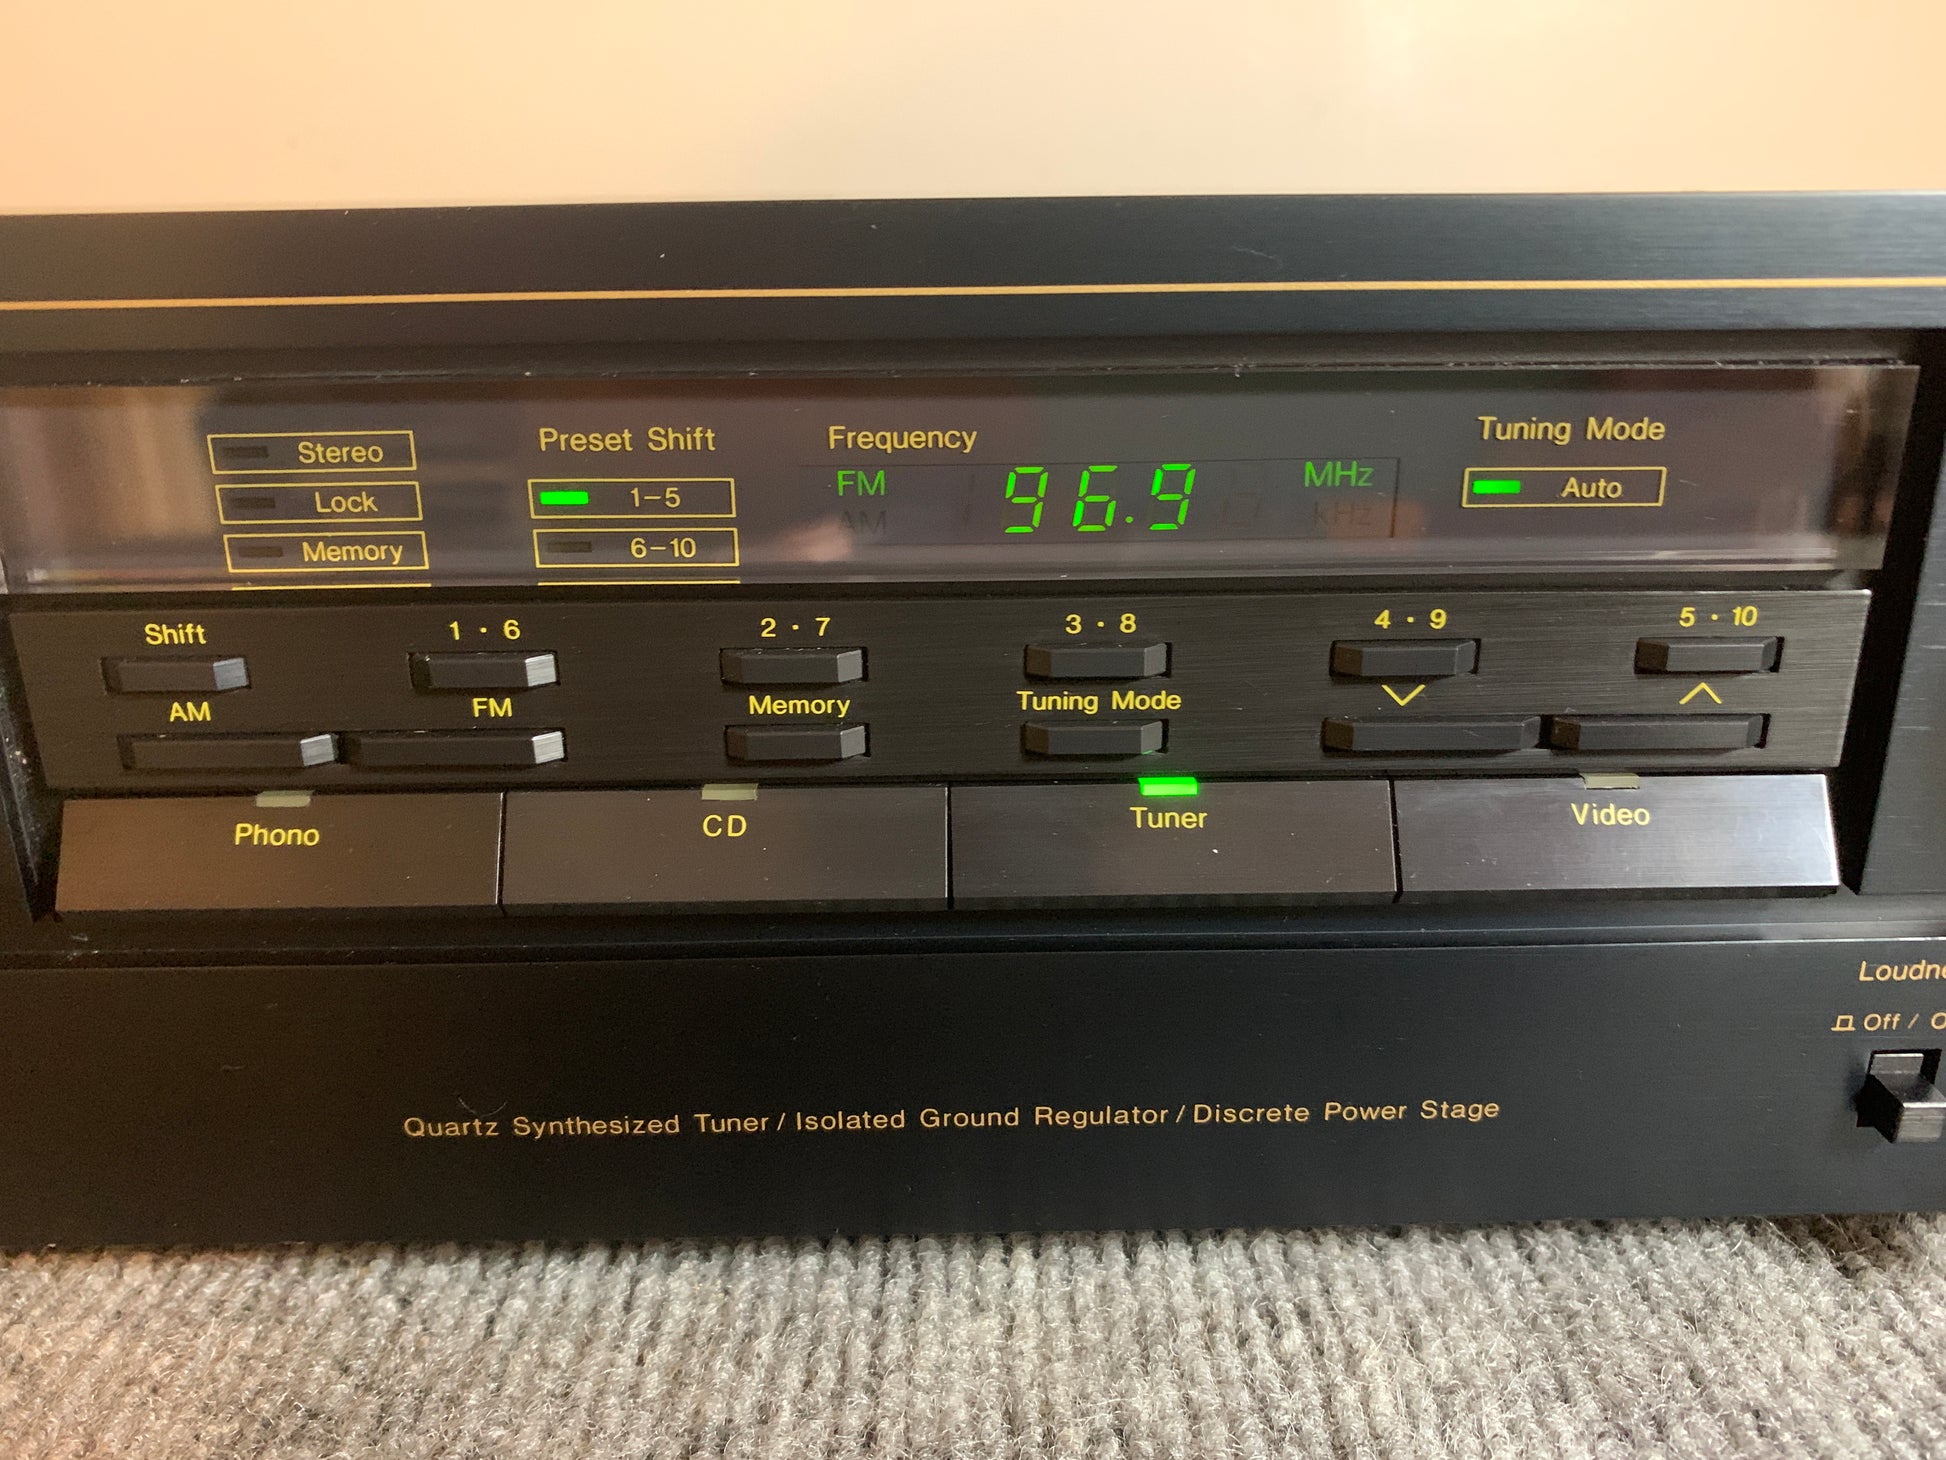 Stereo
Lock
Memory
Preset Shift
1-5
6-10
Frequency
FM
AM
96.9
MHz
kHz
Tuning Mode
Auto
Shift
1 · 6
2 · 7
3 · 8
4 · 9
5 · 10
AM
FM
Memory
Tuning Mode
Phono
CD
Tuner
Video
Off /
Quartz Synthesized Tuner / Isolated Ground Regulator / Discrete Power Stage